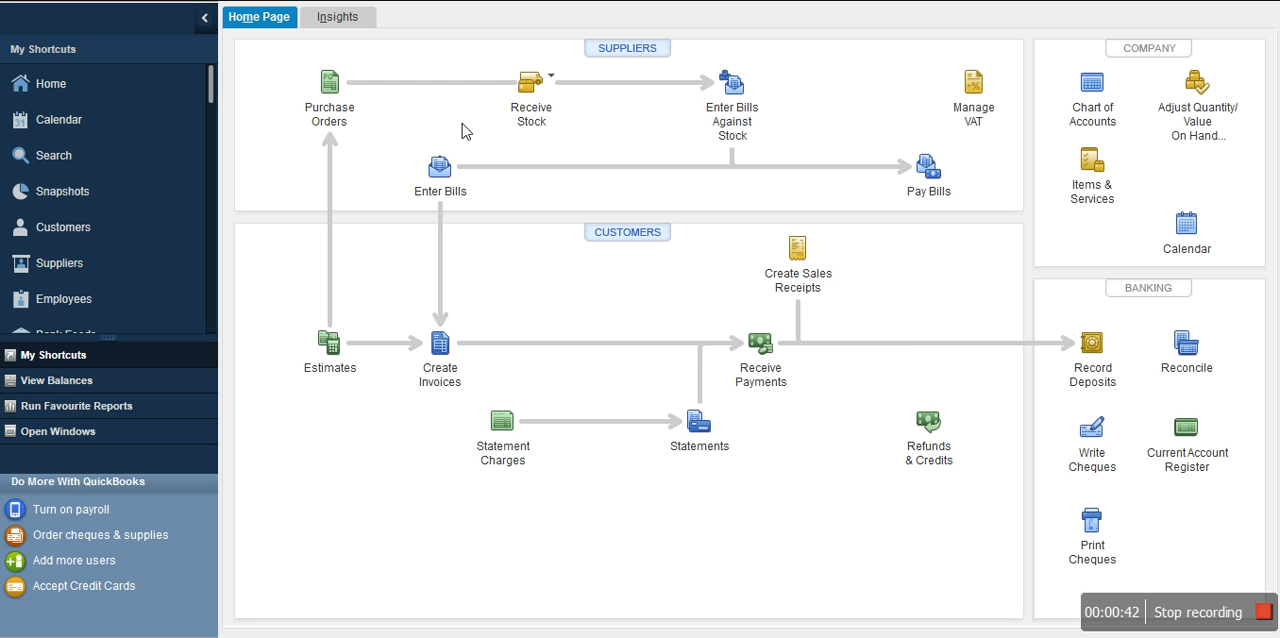 My Shortcuts
Home
Calendar
Search
Snapshots
Customers
Suppliers
Employees
Bank Feeds
My Shortcuts
View Balances
Run Favourite Reports
Open Windows
Do More With QuickBooks
Turn on payroll
Order cheques & supplies
Add more users
Accept Credit Cards
Home Page
Insights
SUPPLIERS
Purchase
Orders
Receive
Stock
Enter Bills
Against
Stock
Manage
VAT
Enter Bills
Pay Bills
CUSTOMERS
Create Sales
Receipts
Estimates
Create
Invoices
Receive
Payments
Statement
Charges
Statements
Refunds
& Credits
COMPANY
Chart of
Accounts
Adjust Quantity/
Value
On Hand...
Items &
Services
Calendar
BANKING
Record
Deposits
Reconcile
Write
Cheques
Current Account
Register
Print
Cheques
00:00:42
Stop recording